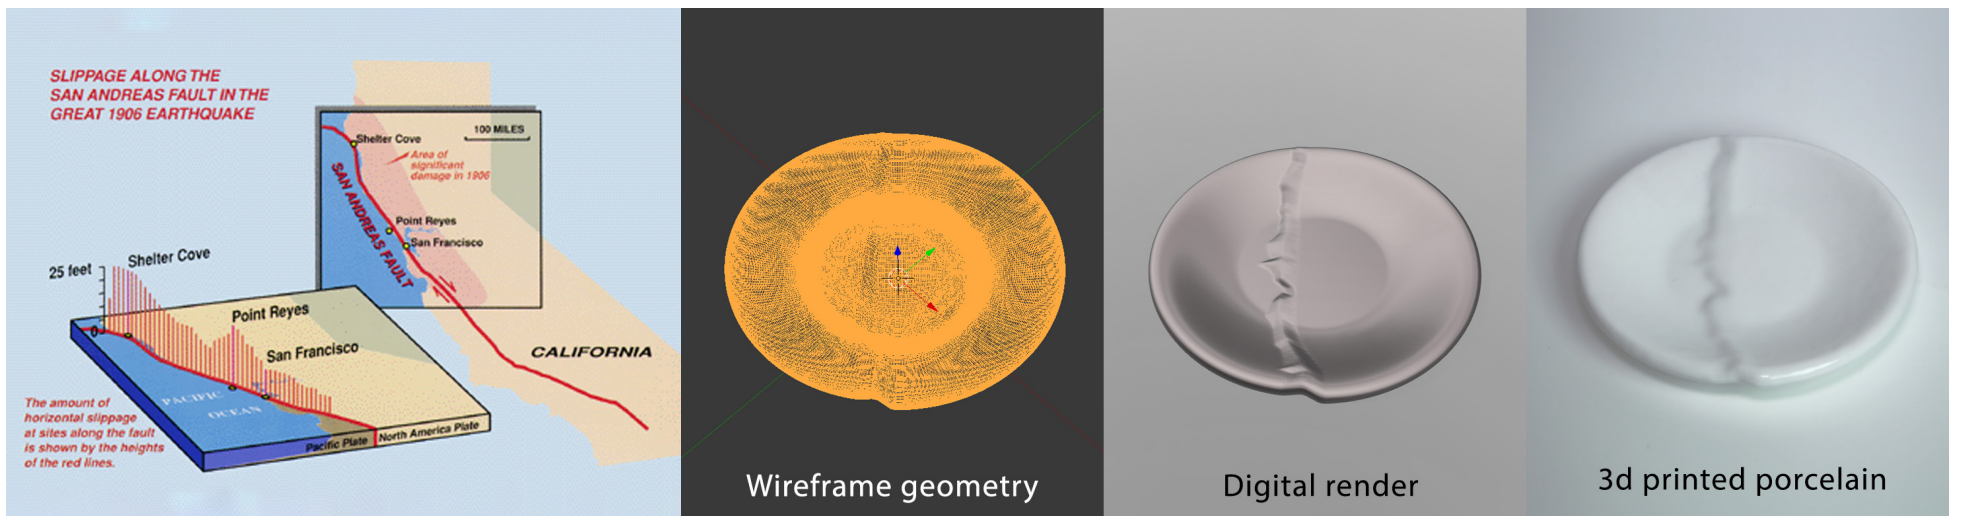 SLIPPAGE ALONG THE
SAN ANDREAS FAULT IN THE
GREAT 1906 EARTHQUAKE
100 MILES
Shelter Cove
Area of
significant
damage in 1906
SAN ANDREAS FAULT
Point Reyes
San Francisco
CALIFORNIA
25 feet
0
Shelter Cove
Point Reyes
San Francisco
PACIFIC
OCEAN
Pacific Plate
North America Plate
The amount of
horizontal slippage
at sites along the fault
is shown by the heights
of the red lines.
Wireframe geometry
Digital render
3d printed porcelain